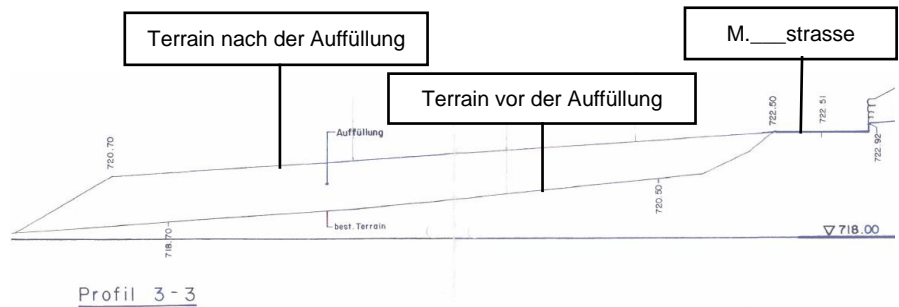 Terrain nach der Auffüllung
M.___strasse
Terrain vor der Auffüllung
720.70
Auffüllung
722.50
722.51
722.92
720.50
718.70
best. Terrain
▽ 718.00
Profil 3-3